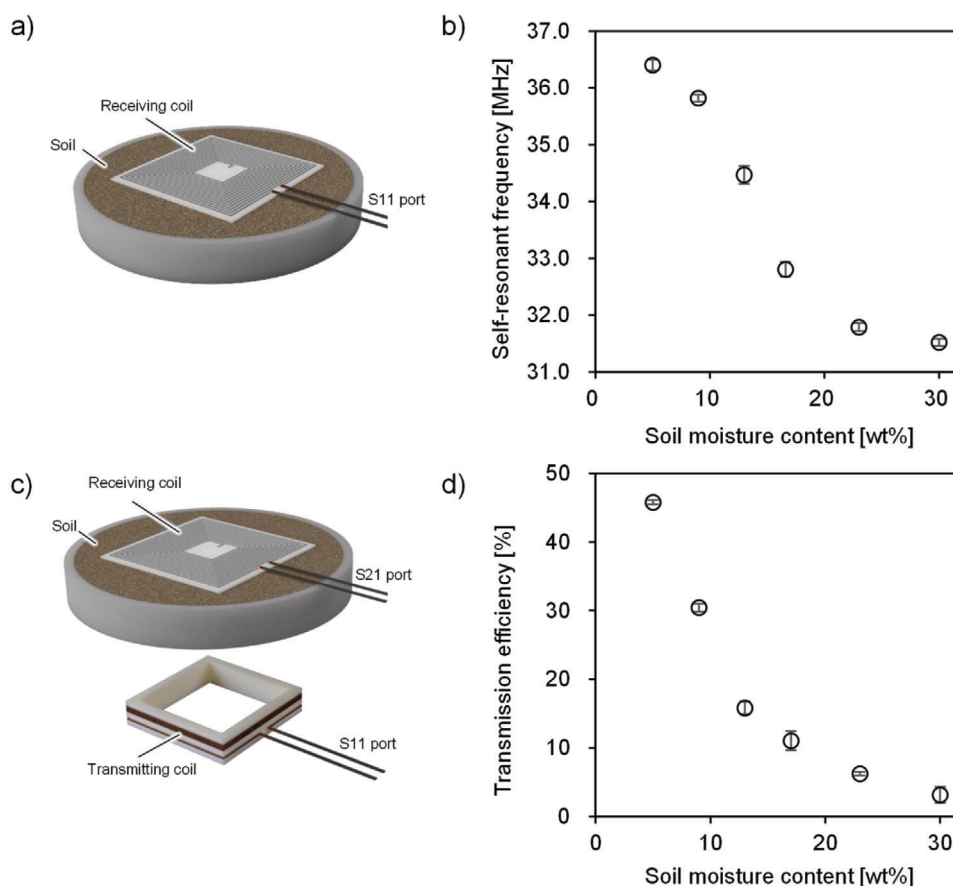 a)
Receiving coil
Soil
S11 port
b)
Self-resonant frequency [MHz]
37.0
36.0
35.0
34.0
33.0
32.0
31.0
0
10
20
30
Soil moisture content [wt%]
c)
Receiving coil
Soil
S21 port
S11 port
Transmitting coil
d)
Transmission efficiency [%]
50
40
30
20
10
0
0
10
20
30
Soil moisture content [wt%]